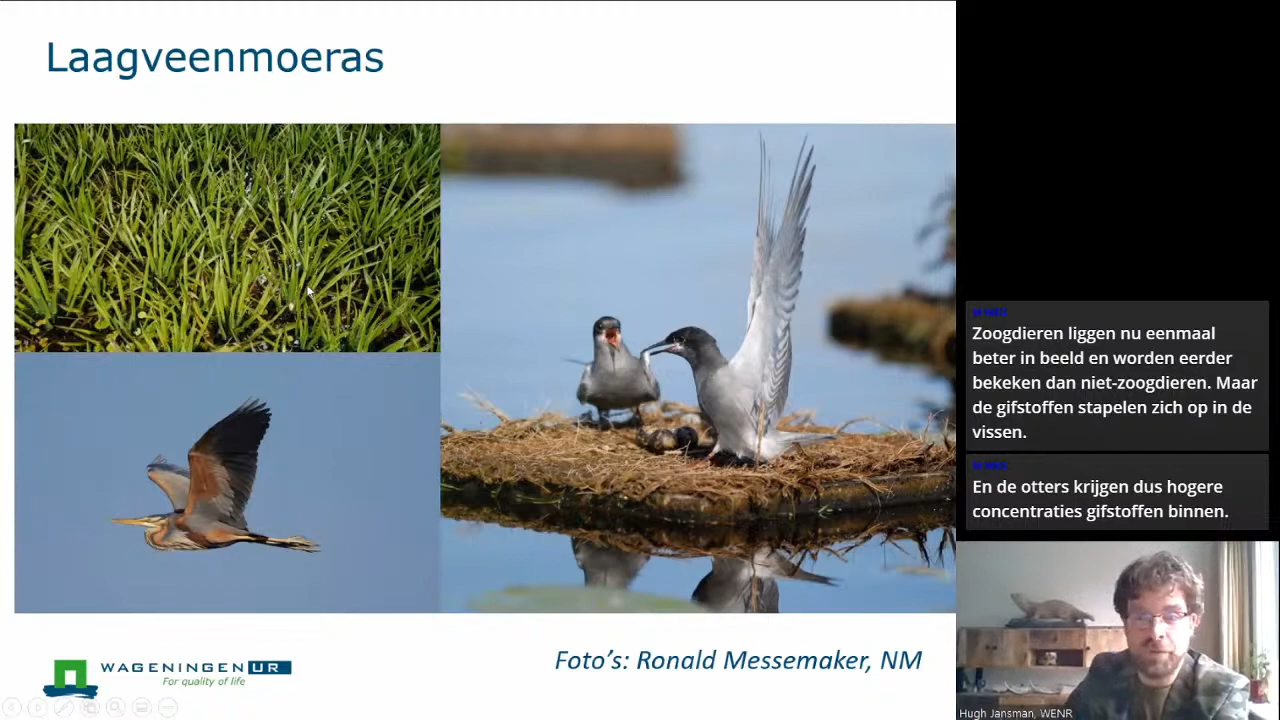 Laagveenmoeras
Zoogdieren liggen nu eenmaal
beter in beeld en worden eerder
bekeken dan niet-zoogdieren. Maar
de gifstoffen stapelen zich op in de
vissen.
En de otters krijgen dus hogere
concentraties gifstoffen binnen.
WAGENINGEN UR
For quality of life
Foto's: Ronald Messemaker, NM
Hugh Jansman, WENR